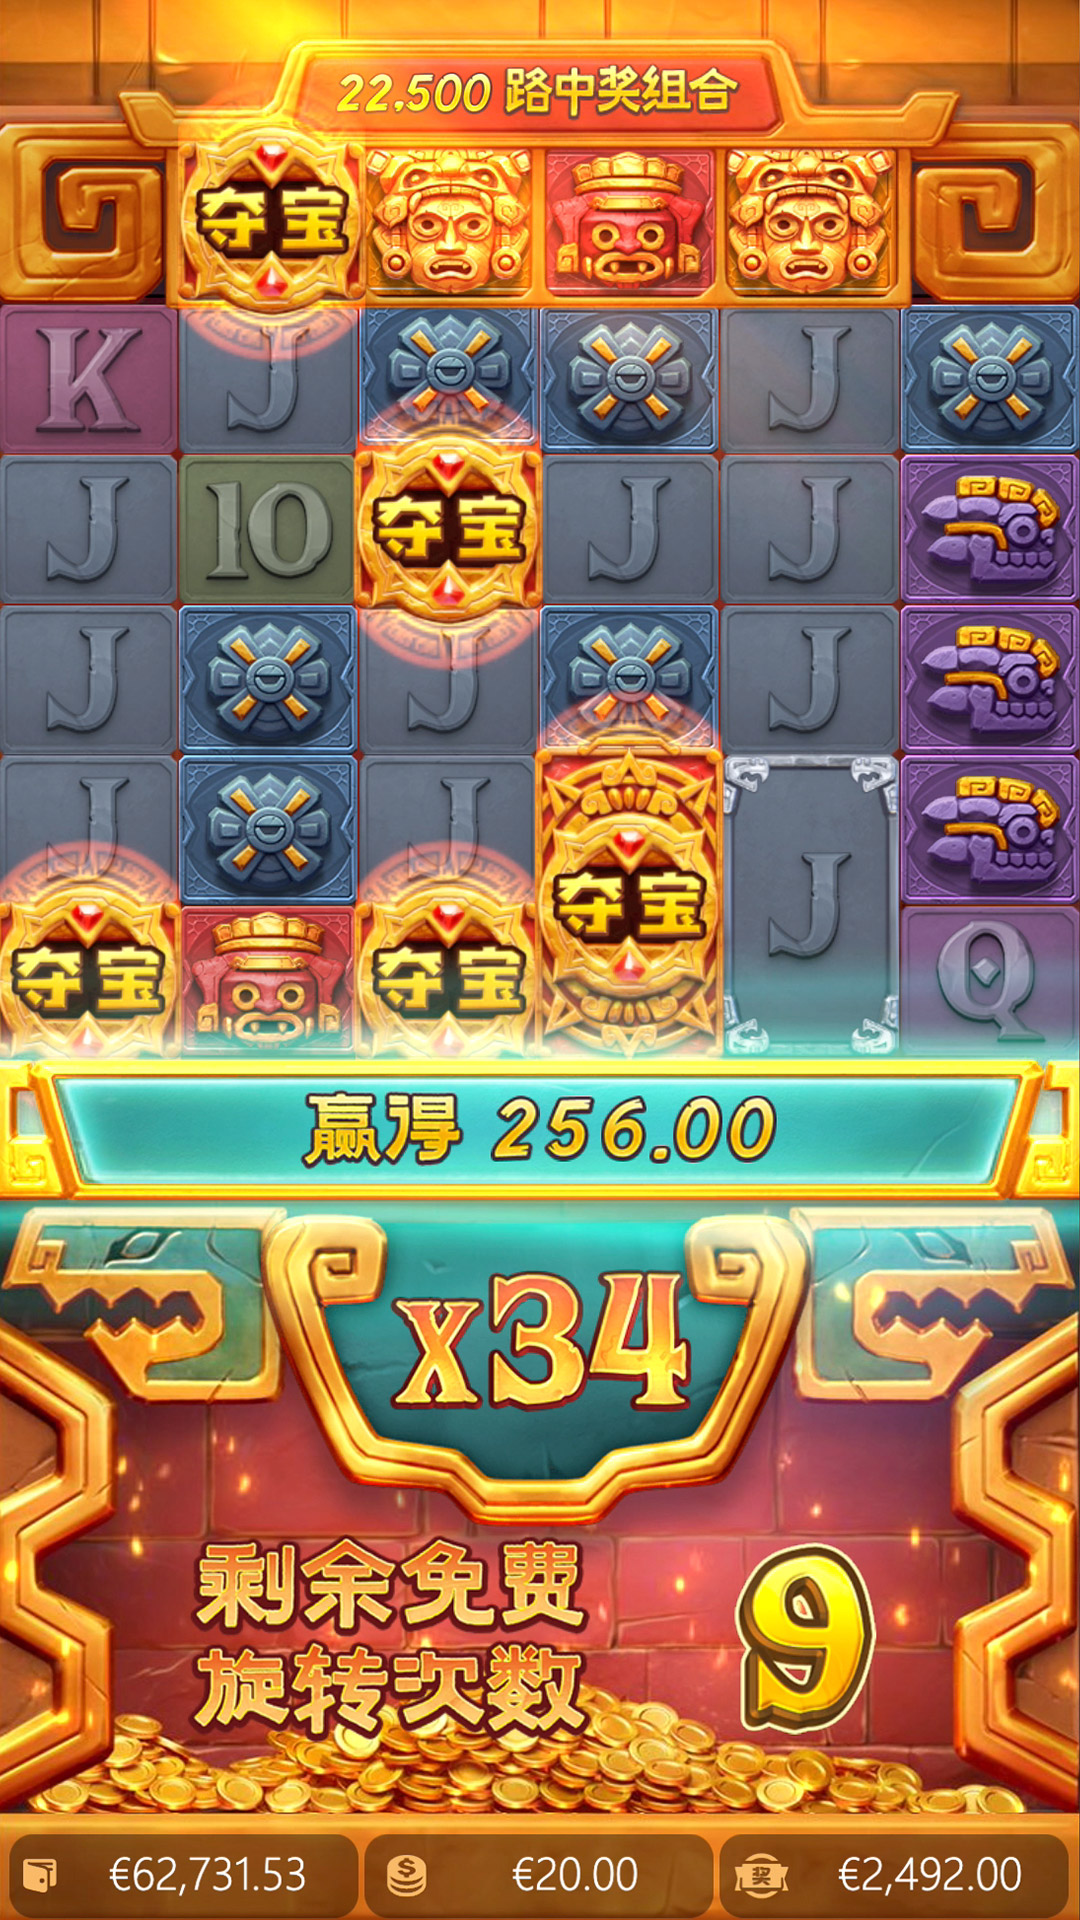 22,500 路中奖组合
夺宝
K J J
J 10 夺宝 J J
J J J
J J
夺宝
J
夺宝 夺宝 Q
赢得 256.00
x34
剩余免费
旋转次数
9
€62,731.53 €20.00 奖 €2,492.00